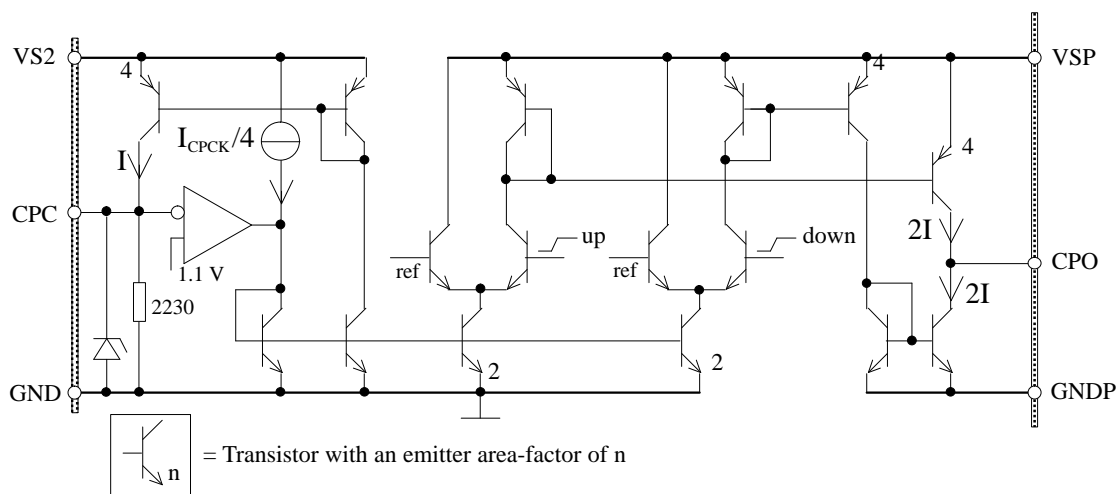 VS2
VSP
4
4
I_CPCK/4
I
4
CPC
up
down
2I
ref
ref
CPO
1.1 V
2230
2I
2
2
GND
GNDP
n
= Transistor with an emitter area-factor of n